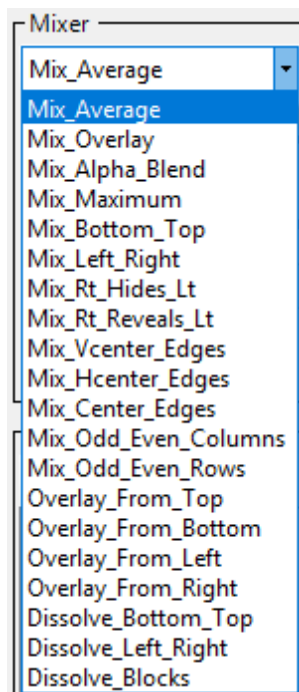 Mixer
Mix_Average
Mix_Average
Mix_Overlay
Mix_Alpha_Blend
Mix_Maximum
Mix_Bottom_Top
Mix_Left_Right
Mix_Rt_Hides_Lt
Mix_Rt_Reveals_Lt
Mix_Vcenter_Edges
Mix_Hcenter_Edges
Mix_Center_Edges
Mix_Odd_Even_Columns
Mix_Odd_Even_Rows
Overlay_From_Top
Overlay_From_Bottom
Overlay_From_Left
Overlay_From_Right
Dissolve_Bottom_Top
Dissolve_Left_Right
Dissolve_Blocks